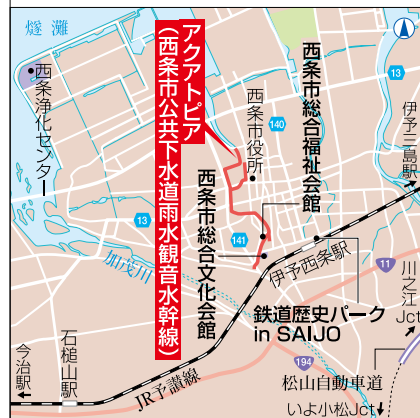 燧灘
西条浄化センター
アクアトピア
(西条市公共下水道雨水観音水幹線)
西条市役所
西条市総合福祉会館
西条市総合文化会館
13
140
13
13
141
11
194
伊予三島駅
伊予西条駅
加茂川
鉄道歴史パーク
in SAIJO
川之江
Jct
石槌山駅
今治駅
JR予讃線
松山自動車道
いよ小松Jct